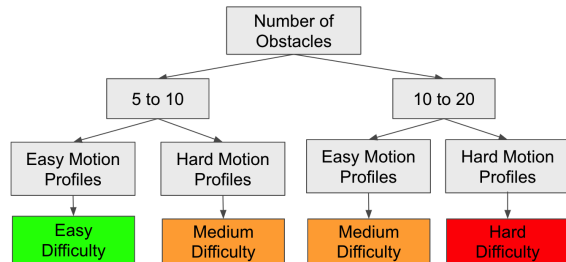 Number of
Obstacles
5 to 10
10 to 20
Easy Motion
Profiles
Hard Motion
Profiles
Easy Motion
Profiles
Hard Motion
Profiles
Easy
Difficulty
Medium
Difficulty
Medium
Difficulty
Hard
Difficulty